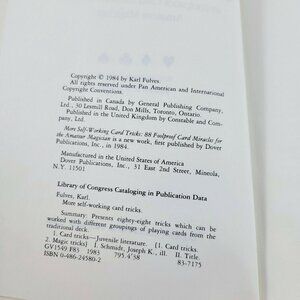 Copyright © 1984 by Karl Fulves.
All rights reserved under Pan American and International
Copyright Conventions.
Published in Canada by General Publishing Company,
Ltd., 30 Lesmill Road, Don Mills, Toronto, Ontario.
Published in the United Kingdom by Constable and Com-
pany, Ltd.
More Self-Working Card Tricks: 88 Foolproof Card Miracles for
the Amateur Magician is a new work, first published by Dover
Publications, Inc., in 1984.
Manufactured in the United States of America
Dover Publications, Inc., 31 East 2nd Street, Mineola,
N.Y. 11501
Library of Congress Cataloging in Publication Data
Fulves, Karl.
More self-working card tricks.
Summary: Presents eighty-eight tricks which can be
worked with different groupings of playing cards from the
traditional deck.
1. Card tricks—Juvenile literature. [1. Card tricks.
2. Magic tricks] I. Schmidt, Joseph K., ill. II. Title.
GV1549.F85 1983 795.4'38 83-7175
ISBN 0-486-24580-2